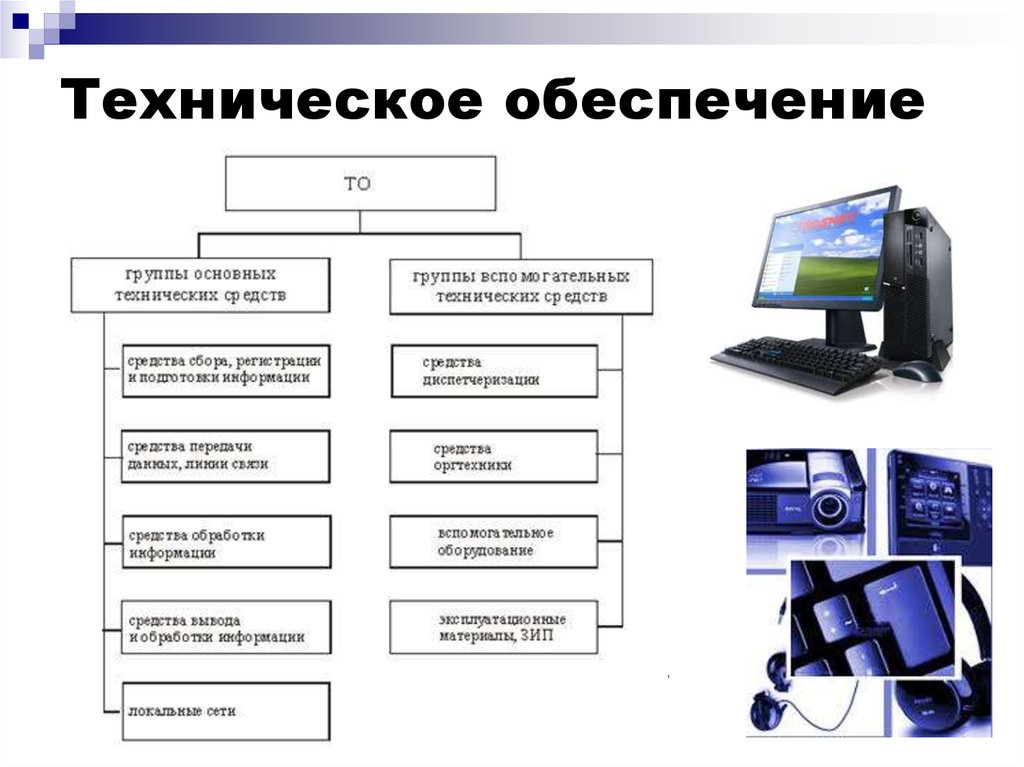 Техническое обеспечение
ТО
группы основных
технических средств
средства сбора, регистрации
и подготовки информации
средства передачи
данных, линии связи
средства обработки
информации
средства вывода
и обработки информации
локальные сети
группы вспомогательных
технических средств
средства
диспетчеризации
средства
оргтехники
вспомогательное
оборудование
эксплуатационные
материалы, ЗИП
BenQ